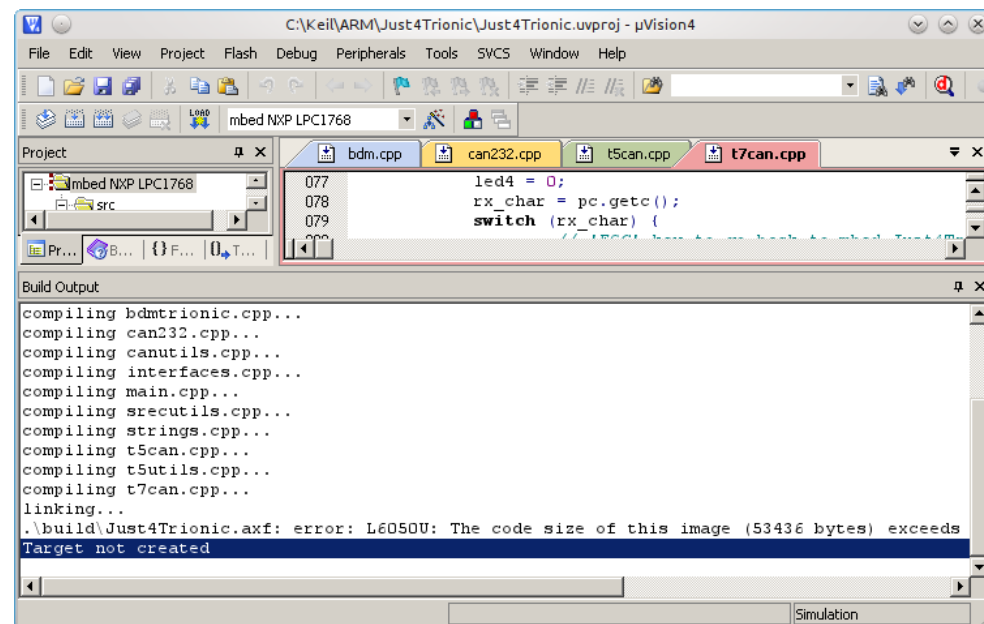 C:\Keil\ARM\Just4Trionic\Just4Trionic.uvproj - µVision4
File Edit View Project Flash Debug Peripherals Tools SVCS Window Help
LOAD mbed NXP LPC1768
Project
bdm.cpp can232.cpp t5can.cpp t7can.cpp
mbed NXP LPC1768
src
077 led4 = 0;
078 rx_char = pc.getc();
079 switch (rx_char) {
Pr... B... {} F... 0 T...
Build Output
compiling bdmtrionic.cpp...
compiling can232.cpp...
compiling canutils.cpp...
compiling interfaces.cpp...
compiling main.cpp...
compiling srecutils.cpp...
compiling strings.cpp...
compiling t5can.cpp...
compiling t5utils.cpp...
compiling t7can.cpp...
linking...
.\build\Just4Trionic.axf: error: L6050U: The code size of this image (53436 bytes) exceeds
Target not created
Simulation